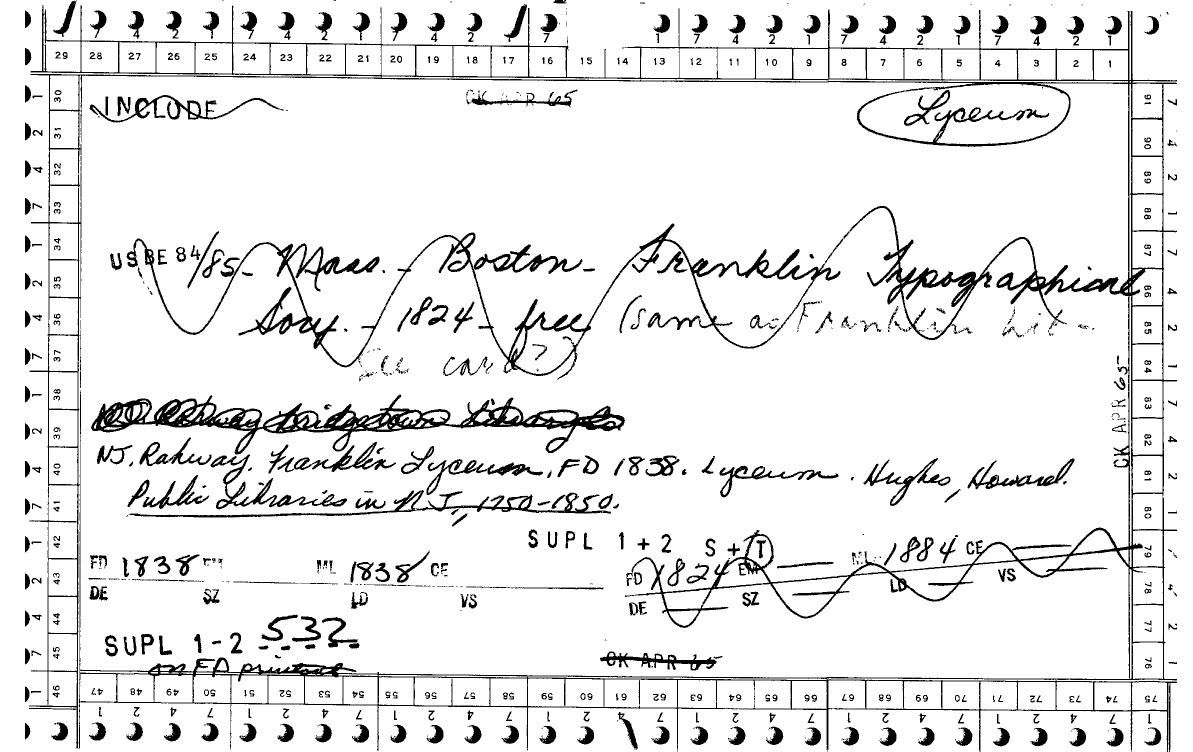 7 4 2 1 7 4 2 1 7 1 7 4 2 1 7 4 2 1 7 4 2 1
29 28 27 26 25 24 23 22 21 20 19 18 17 16 15 14 13 12 11 10 9 8 7 6 5 4 3 2 1
INCLUDE CK APR 65 Lyceum
USBE 84/85- Mass. - Boston - Franklin Typographical
Socy. - 1824 - free (same as Franklin Lit -
See card?)
NJ. Rahway. Franklin Lyceum. FD 1838. Lyceum. Hughes, Howard.
Public Libraries in NJ, 1750-1850.
SUPL 1+2 S+T
FD 1838 EM ML 1838 CE
DE SZ LD VS
FD 1824 EM ML 1884 CE
DE SZ LD VS
SUPL 1-2 532
on FD printout
CK APR 65
CK APR 65
30 31 32 33 34 35 36 37 38 39 40 41 42 43 44 45 46
91 90 89 88 87 86 85 84 83 82 81 80 79 78 77 76 75
47 48 49 50 51 52 53 54 55 56 57 58 59 60 61 62 63 64 65 66 67 68 69 70 71 72 73 74
1 2 4 7 1 2 4 7 1 2 4 7 1 2 4 7 1 2 4 7 1 2 4 7 1 2 4 1